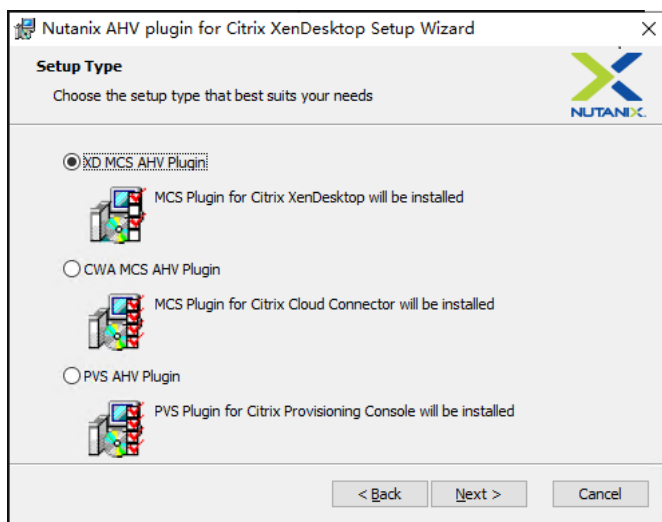 Nutanix AHV plugin for Citrix XenDesktop Setup Wizard
Setup Type
Choose the setup type that best suits your needs
NUTANIX.
XD MCS AHV Plugin
MCS Plugin for Citrix XenDesktop will be installed
CWA MCS AHV Plugin
MCS Plugin for Citrix Cloud Connector will be installed
PVS AHV Plugin
PVS Plugin for Citrix Provisioning Console will be installed
< Back Next > Cancel